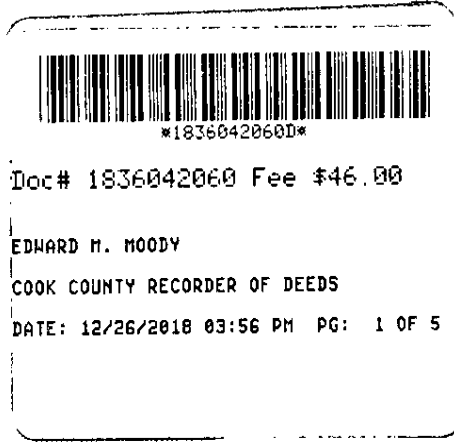 *1836042060D*
Doc# 1836042060 Fee $46.00
EDWARD M. MOODY
COOK COUNTY RECORDER OF DEEDS
DATE: 12/26/2018 03:56 PM PG: 1 OF 5